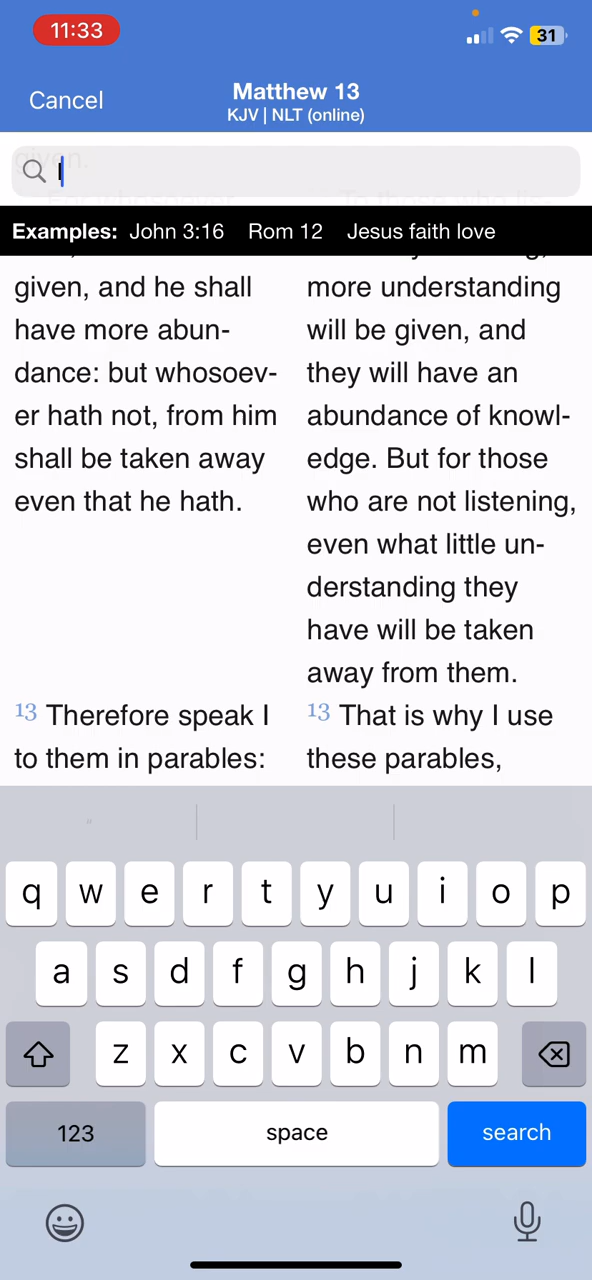 11:33
31
Cancel
Matthew 13
KJV | NLT (online)
given.
I
Examples: John 3:16 Rom 12 Jesus faith love
given, and he shall
have more abun-
dance: but whosoev-
er hath not, from him
shall be taken away
even that he hath.
more understanding
will be given, and
they will have an
abundance of knowl-
edge. But for those
who are not listening,
even what little un-
derstanding they
have will be taken
away from them.
13 Therefore speak I
to them in parables:
13 That is why I use
these parables,
q w e r t y u i o p
a s d f g h j k l
z x c v b n m
123 space search